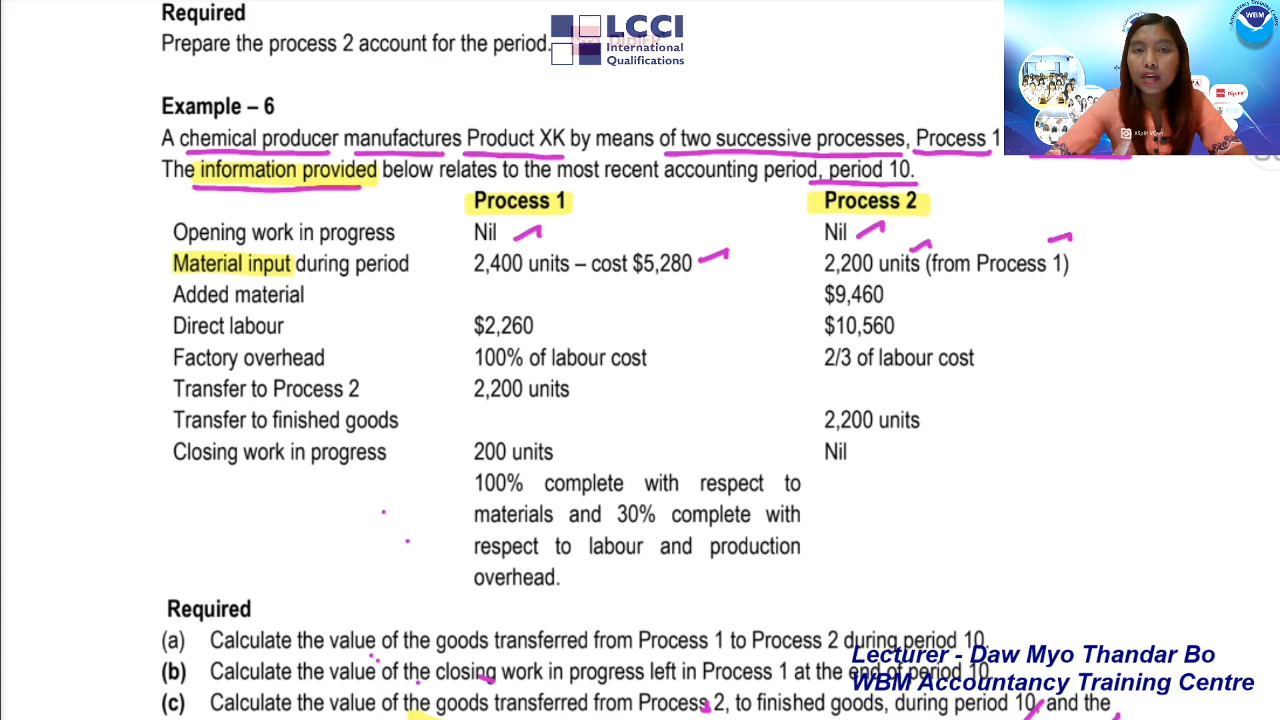 Required
Prepare the process 2 account for the period.
LCCI
International
Qualifications
WBM
Example – 6
A chemical producer manufactures Product XK by means of two successive processes, Process 1
The information provided below relates to the most recent accounting period, period 10.
Process 1 Process 2
Opening work in progress Nil Nil
Material input during period 2,400 units – cost $5,280 2,200 units (from Process 1)
Added material $9,460
Direct labour $2,260 $10,560
Factory overhead 100% of labour cost 2/3 of labour cost
Transfer to Process 2 2,200 units
Transfer to finished goods 2,200 units
Closing work in progress 200 units Nil
100% complete with respect to
materials and 30% complete with
respect to labour and production
overhead.
Required
(a) Calculate the value of the goods transferred from Process 1 to Process 2 during period 10.
(b) Calculate the value of the closing work in progress left in Process 1 at the end of period 10.
(c) Calculate the value of the goods transferred from Process 2, to finished goods, during period 10, and the
Lecturer - Daw Myo Thandar Bo
WBM Accountancy Training Centre
XSplit VCam